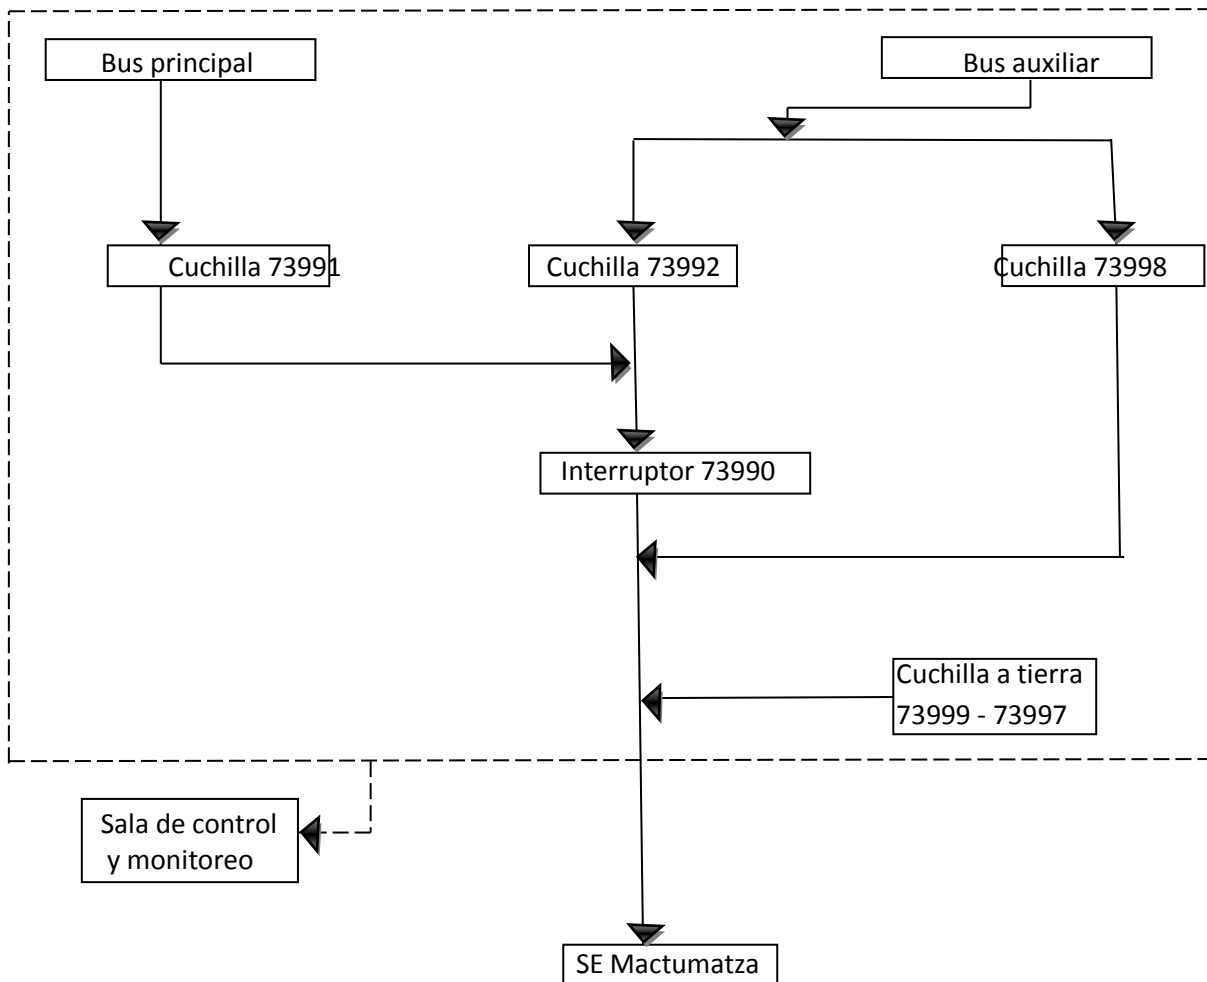 Bus principal
Bus auxiliar
Cuchilla 73991
Cuchilla 73992
Cuchilla 73998
Interruptor 73990
Cuchilla a tierra
73999 - 73997
Sala de control
y monitoreo
SE Mactumatza